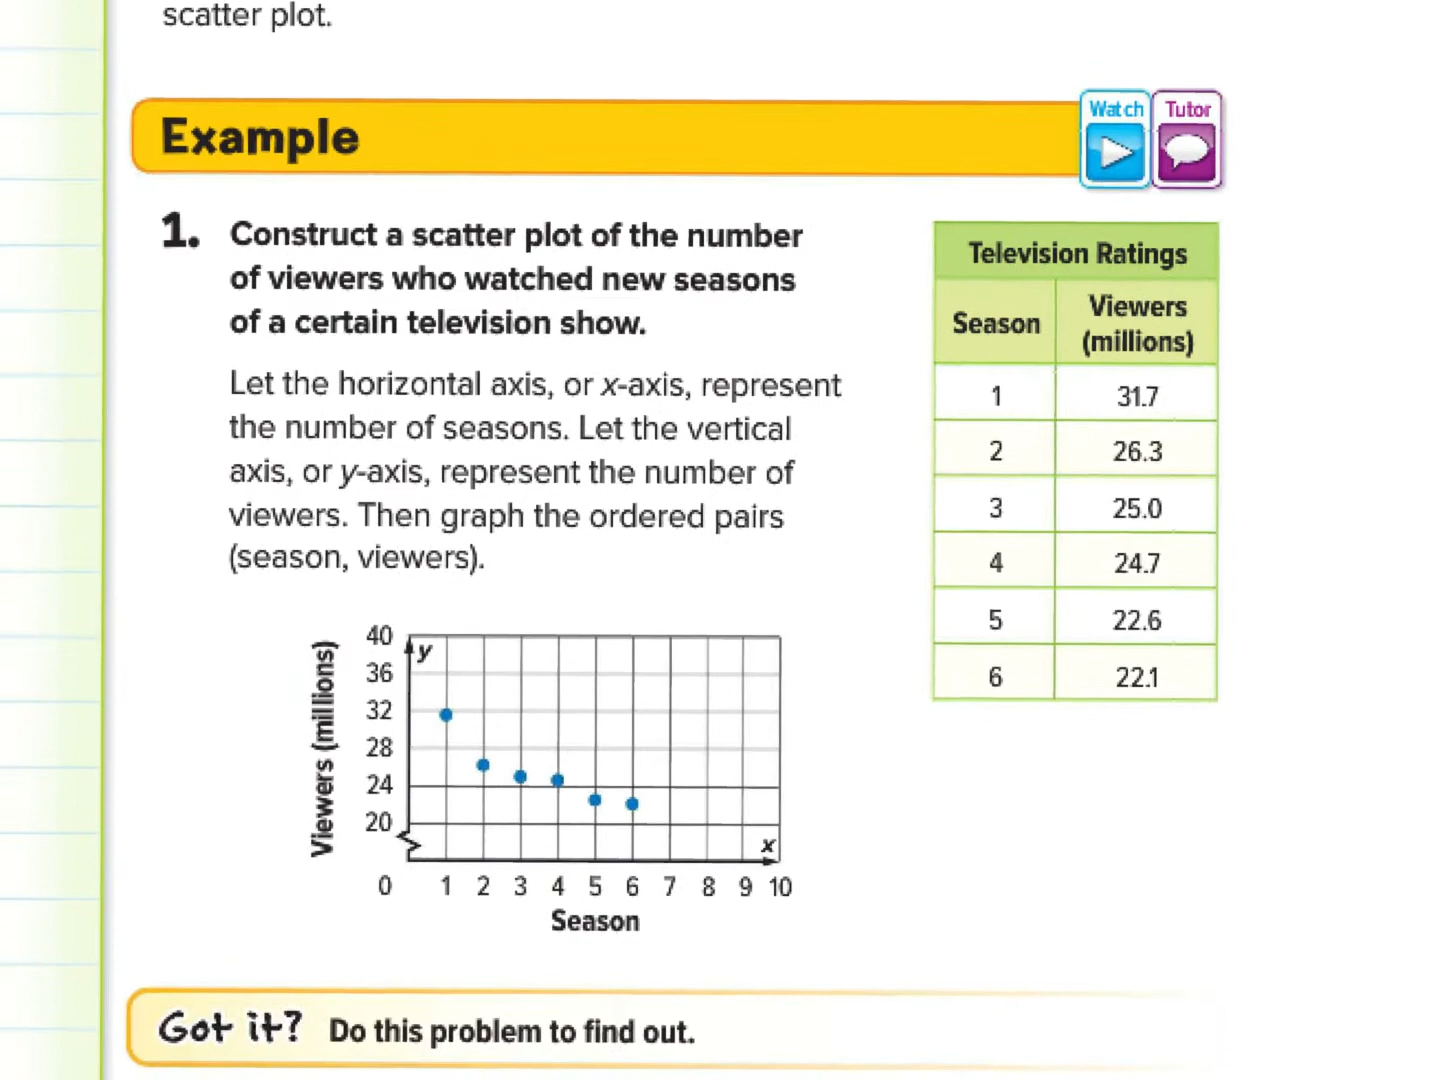 scatter plot.
Example
Watch
Tutor
1. Construct a scatter plot of the number
of viewers who watched new seasons
of a certain television show.
Let the horizontal axis, or x-axis, represent
the number of seasons. Let the vertical
axis, or y-axis, represent the number of
viewers. Then graph the ordered pairs
(season, viewers).
Television Ratings
Season Viewers (millions)
1 31.7
2 26.3
3 25.0
4 24.7
5 22.6
6 22.1
Viewers (millions)
40
y
36
32
28
24
20
x
0 1 2 3 4 5 6 7 8 9 10
Season
Got it? Do this problem to find out.